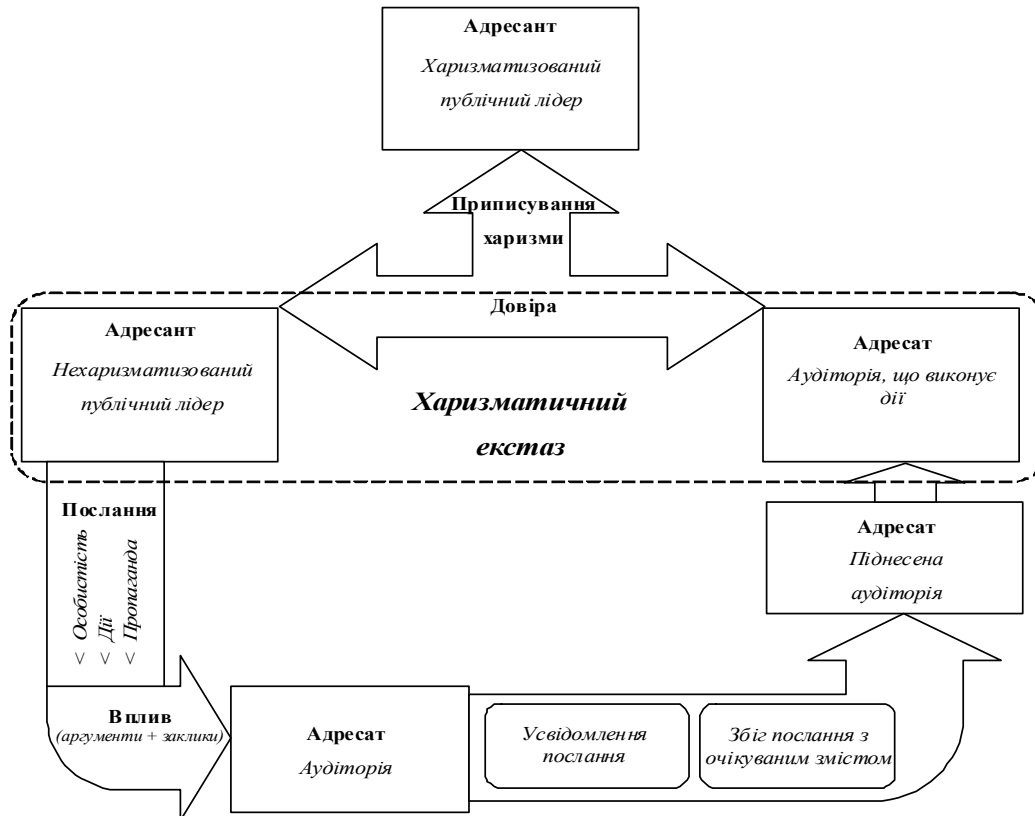 Адресант
Харизматизований
публічний лідер
Приписування
харизми
Довіра
Адресант
Нехаризматизований
публічний лідер
Адресат
Аудиторія, що виконує
дії
Харизматичний
екстаз
Послання
< Особистість
< Дії
< Пропаганда
Адресат
Піднесена
аудиторія
Вплив
(аргументи + заклики)
Адресат
Аудиторія
Усвідомлення
послання
Збіг послання з
очікуваним змістом